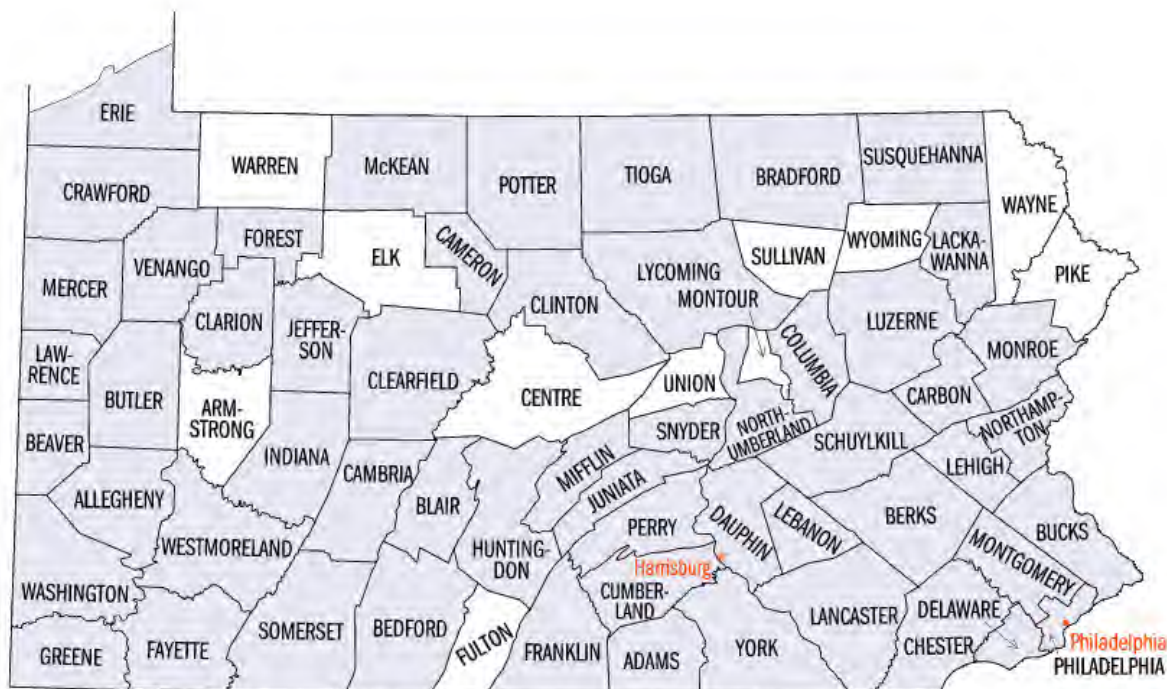 ERIE
WARREN
McKEAN
POTTER
TIOGA
BRADFORD
SUSQUEHANNA
CRAWFORD
WAYNE
FOREST
ELK
CAMERON
SULLIVAN
WYOMING
LACKA-
WANNA
VENANGO
LYCOMING
PIKE
MERCER
CLINTON
MONTOUR
CLARION
JEFFER-
SON
LUZERNE
COLUMBIA
MONROE
LAW-
RENCE
CLEARFIELD
CENTRE
UNION
CARBON
BUTLER
ARM-
STRONG
NORTH-
UMBERLAND
NORTHAMP-
TON
BEAVER
INDIANA
SNYDER
SCHUYLKILL
CAMBRIA
MIFFLIN
LEHIGH
ALLEGHENY
BLAIR
JUNIATA
PERRY
DAUPHIN
LEBANON
BERKS
BUCKS
WESTMORELAND
HUNTING-
DON
Harrisburg
MONTGOMERY
WASHINGTON
CUMBER-
LAND
LANCASTER
DELAWARE
SOMERSET
BEDFORD
FULTON
FRANKLIN
ADAMS
YORK
CHESTER
Philadelphia
PHILADELPHIA
GREENE
FAYETTE